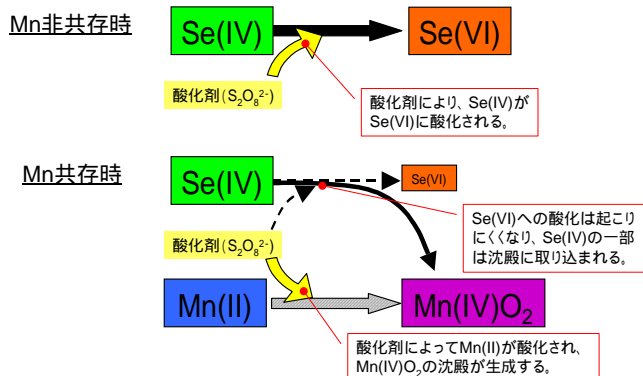 Mn非共存時
Se(IV)
Se(VI)
酸化剤(S₂O₈²⁻)
酸化剤により、Se(IV)が
Se(VI)に酸化される。
Mn共存時
Se(IV)
Se(VI)
Se(VI)への酸化は起こり
にくくなり、Se(IV)の一部
は沈殿に取り込まれる。
酸化剤(S₂O₈²⁻)
Mn(II)
Mn(IV)O₂
酸化剤によってMn(II)が酸化され、
Mn(IV)O₂の沈殿が生成する。